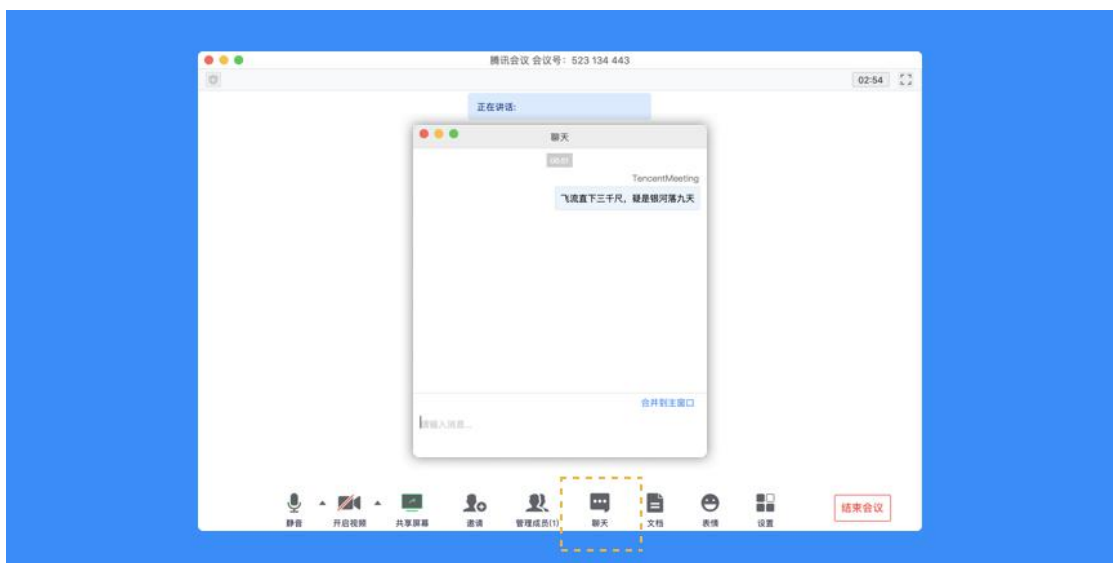 腾讯会议 会议号：523 134 443
02:54
正在讲话:
聊天
TencentMeeting
飞流直下三千尺，疑是银河落九天
合并到主窗口
请输入消息...
静音
开启视频
共享屏幕
邀请
管理成员(1)
聊天
文档
表情
设置
结束会议